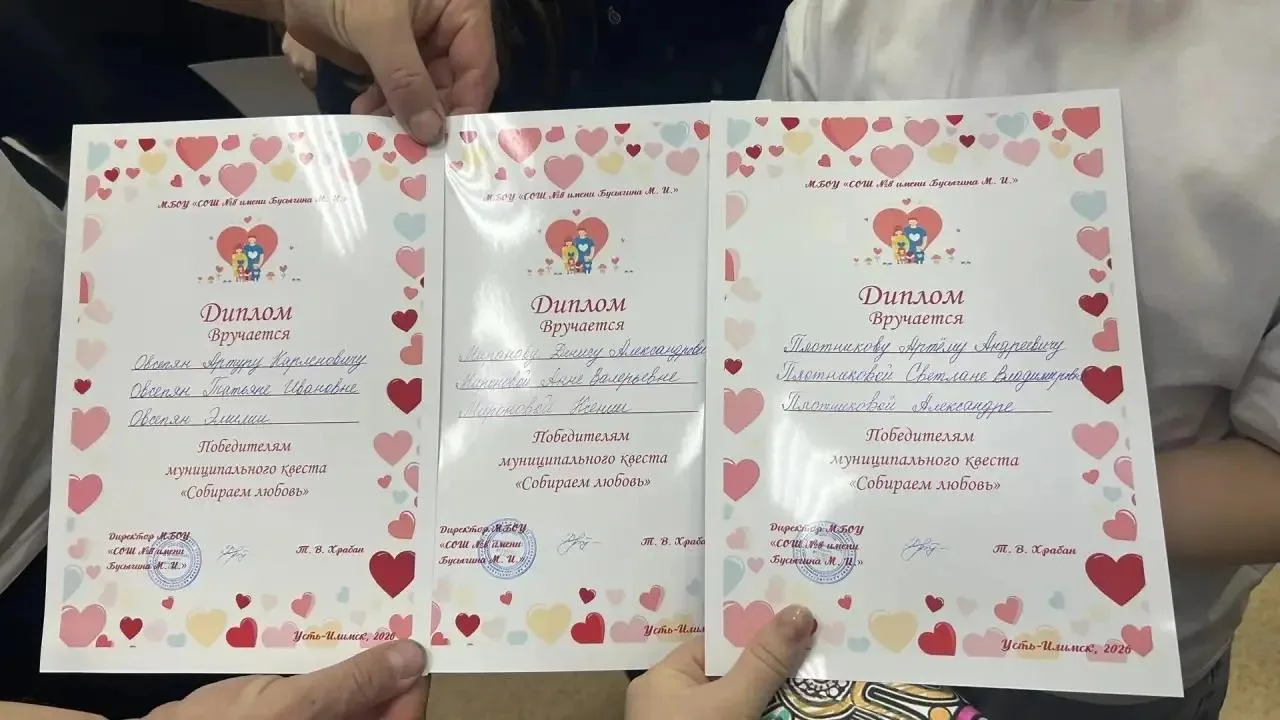 МБОУ «СОШ №8 имени Бусыгина М. И.»
Диплом
Вручается
Овсепян Артуру Карленовичу
Овсепян Татьяне Ивановне
Овсепян Эмилии
Победителям
муниципального квеста
«Собираем любовь»
Директор МБОУ
«СОШ №8 имени
Бусыгина М. И.»
Т. В. Храбан
Усть-Илимск, 2026
МБОУ «СОШ №8 имени Бусыгина М. И.»
Диплом
Вручается
Денису Александрови
Анне Валерьевне
Мироновой Ксении
Победителям
муниципального квеста
«Собираем любовь»
Директор МБОУ
«СОШ №8 имени
Бусыгина М. И.»
Т. В. Храба
Усть-Илим
МБОУ «СОШ №8 имени Бусыгина М. И.»
Диплом
Вручается
Плотникову Артёму Андреевичу
Плотниковой Светлане Владимировне
Плотниковой Александре
Победителям
муниципального квеста
«Собираем любовь»
Директор МБОУ
«СОШ №8 имени
Бусыгина М. И.»
Т. В. Храбан
Усть-Илимск, 2026